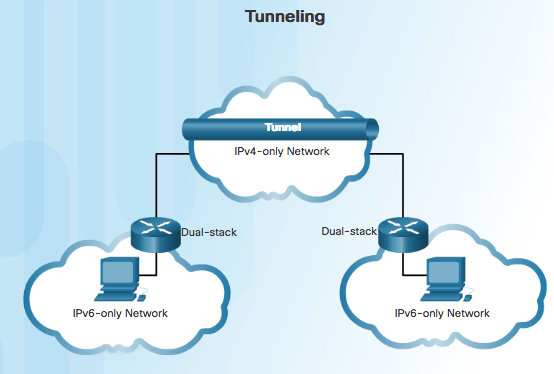 Tunneling
Tunnel
IPv4-only Network
Dual-stack
Dual-stack
IPv6-only Network
IPv6-only Network